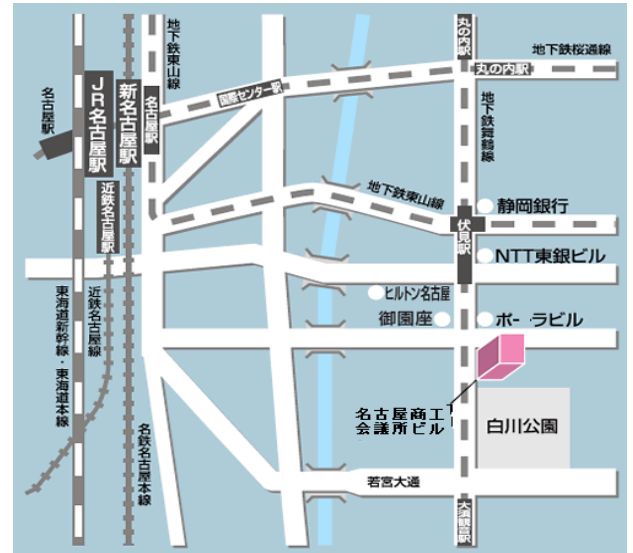 丸の内駅
地下鉄桜通線
丸の内駅
地下鉄東山線
国際センター駅
名古屋駅
JR名古屋駅
新名古屋駅
名古屋駅
地下鉄舞鶴線
近鉄名古屋駅
地下鉄東山線
静岡銀行
伏見駅
NTT東銀ビル
ヒルトン名古屋
御園座
ポーラビル
東海道新幹線・東海道本線
近鉄名古屋線
名鉄名古屋本線
名古屋商工
会議所ビル
白川公園
若宮大通
大須観音駅